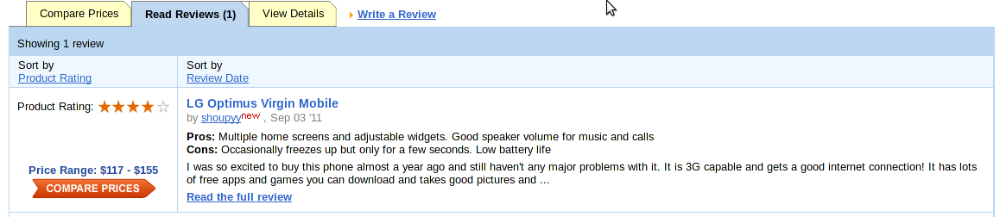 Compare Prices Read Reviews (1) View Details Write a Review
Showing 1 review
Sort by
Product Rating
Sort by
Review Date
Product Rating:
Price Range: $117 - $155
COMPARE PRICES
LG Optimus Virgin Mobile
by shoupyynew , Sep 03 '11
Pros: Multiple home screens and adjustable widgets. Good speaker volume for music and calls
Cons: Occasionally freezes up but only for a few seconds. Low battery life
I was so excited to buy this phone almost a year ago and still haven't any major problems with it. It is 3G capable and gets a good internet connection! It has lots
of free apps and games you can download and takes good pictures and ...
Read the full review